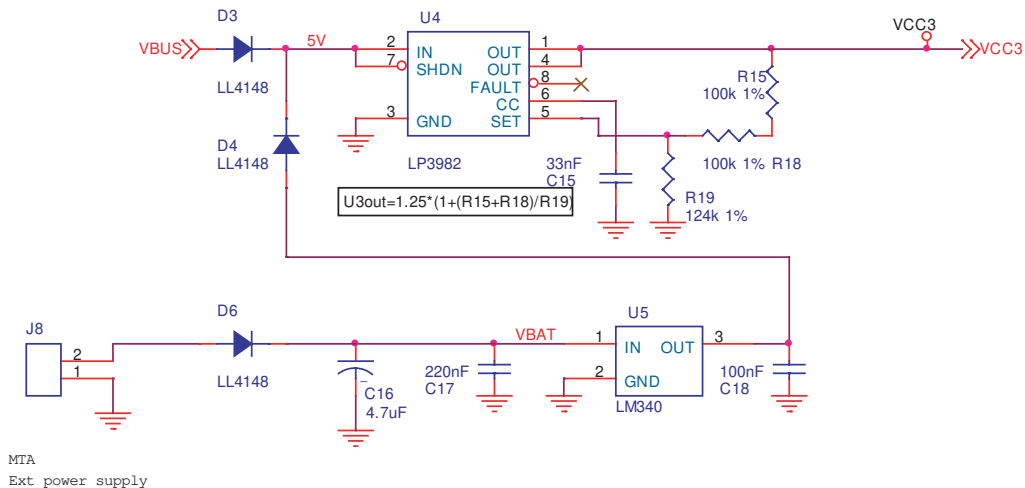 D3
U4
VCC3
VBUS
5V
2
IN
OUT
1
VCC3
7
SHDN
OUT
4
R15
FAULT
8
100k 1%
LL4148
CC
6
3
GND
SET
5
D4
LL4148
LP3982
33nF
C15
100k 1% R18
U3out=1.25*(1+(R15+R18)/R19)
R19
124k 1%
D6
U5
J8
VBAT
2
1
IN
OUT
3
1
220nF
2
GND
100nF
LL4148
C16
C17
C18
4.7uF
LM340
MTA
Ext power supply